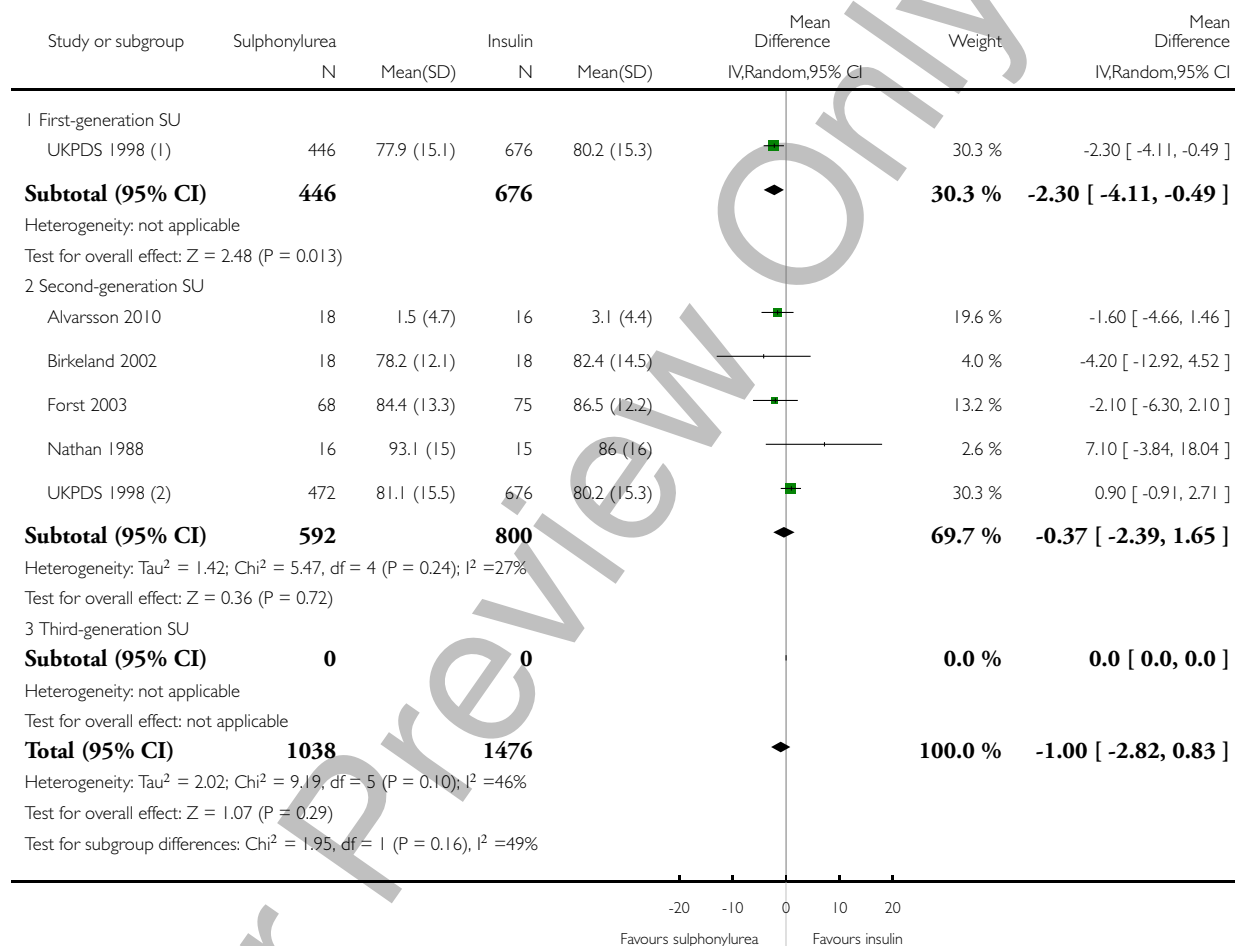 Mean Mean
Study or subgroup Sulphonylurea Insulin Difference Weight Difference
N Mean(SD) N Mean(SD) IV,Random,95% CI IV,Random,95% CI
1 First-generation SU
UKPDS 1998 (1) 446 77.9 (15.1) 676 80.2 (15.3) 30.3 % -2.30 [ -4.11, -0.49 ]
Subtotal (95% CI) 446 676 30.3 % -2.30 [ -4.11, -0.49 ]
Heterogeneity: not applicable
Test for overall effect: Z = 2.48 (P = 0.013)
2 Second-generation SU
Alvarsson 2010 18 1.5 (4.7) 16 3.1 (4.4) 19.6 % -1.60 [ -4.66, 1.46 ]
Birkeland 2002 18 78.2 (12.1) 18 82.4 (14.5) 4.0 % -4.20 [ -12.92, 4.52 ]
Forst 2003 68 84.4 (13.3) 75 86.5 (12.2) 13.2 % -2.10 [ -6.30, 2.10 ]
Nathan 1988 16 93.1 (15) 15 86 (16) 2.6 % 7.10 [ -3.84, 18.04 ]
UKPDS 1998 (2) 472 81.1 (15.5) 676 80.2 (15.3) 30.3 % 0.90 [ -0.91, 2.71 ]
Subtotal (95% CI) 592 800 69.7 % -0.37 [ -2.39, 1.65 ]
Heterogeneity: Tau² = 1.42; Chi² = 5.47, df = 4 (P = 0.24); I² =27%
Test for overall effect: Z = 0.36 (P = 0.72)
3 Third-generation SU
Subtotal (95% CI) 0 0 0.0 % 0.0 [ 0.0, 0.0 ]
Heterogeneity: not applicable
Test for overall effect: not applicable
Total (95% CI) 1038 1476 100.0 % -1.00 [ -2.82, 0.83 ]
Heterogeneity: Tau² = 2.02; Chi² = 9.19, df = 5 (P = 0.10); I² =46%
Test for overall effect: Z = 1.07 (P = 0.29)
Test for subgroup differences: Chi² = 1.95, df = 1 (P = 0.16), I² =49%
-20 -10 0 10 20
Favours sulphonylurea Favours insulin
r Preview Only